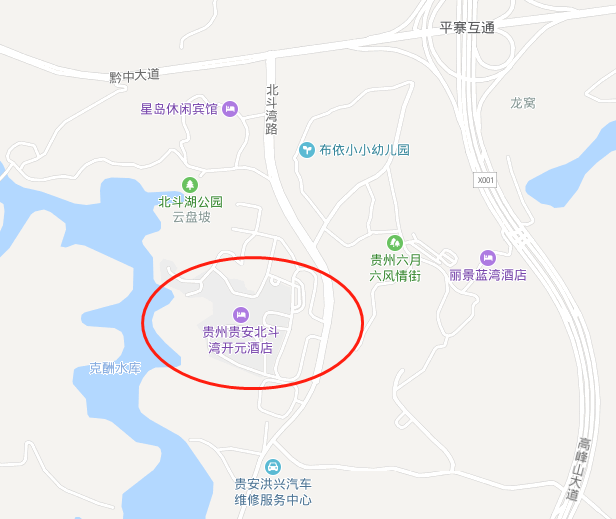 平寨互通
黔中大道
北斗湾路
龙窝
星岛休闲宾馆
布依小小幼儿园
X001
北斗湖公园
云盘坡
贵州六月
六风情街
丽景蓝湾酒店
贵州贵安北斗
湾开元酒店
克酬水库
高峰山大道
贵安洪兴汽车
维修服务中心